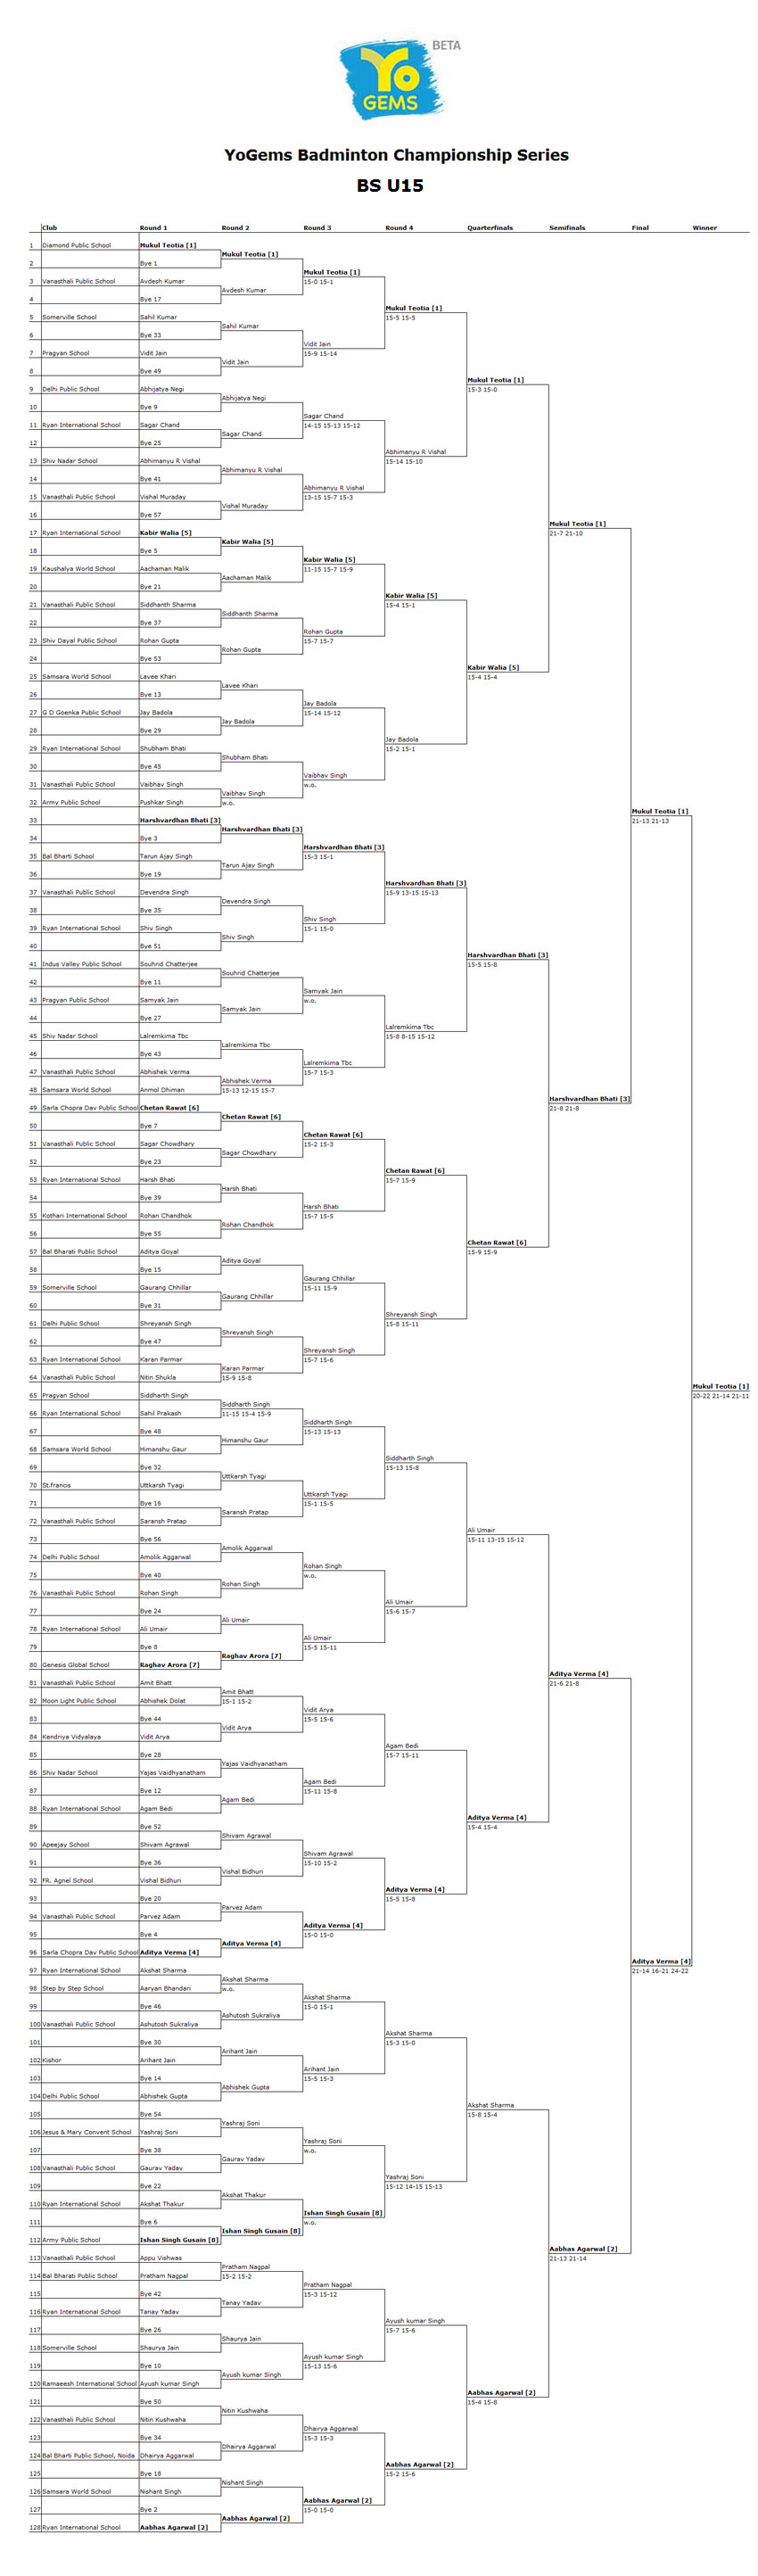 BETA
Yo
GEMS
YoGems Badminton Championship Series
BS U15
Club Round 1 Round 2 Round 3 Round 4 Quarterfinals Semifinals Final Winner
1 Diamond Public School Mukul Teotia [1]
Mukul Teotia [1]
2 Bye 1
Mukul Teotia [1]
3 Vanasthali Public School Avdesh Kumar 15-0 15-1
Avdesh Kumar
4 Bye 17
Mukul Teotia [1]
5 Somerville School Sahil Kumar 15-5 15-5
Sahil Kumar
6 Bye 33
Vidit Jain
7 Pragyan School Vidit Jain 15-9 15-14
Vidit Jain
8 Bye 49
Mukul Teotia [1]
9 Delhi Public School Abhijatya Negi 15-3 15-0
Abhijatya Negi
10 Bye 9
Sagar Chand
11 Ryan International School Sagar Chand 14-15 15-13 15-12
Sagar Chand
12 Bye 25
Abhimanyu R Vishal
13 Shiv Nadar School Abhimanyu R Vishal 15-14 15-10
Abhimanyu R Vishal
14 Bye 41
Abhimanyu R Vishal
15 Vanasthali Public School Vishal Muraday 13-15 15-7 15-3
Vishal Muraday
16 Bye 57
Mukul Teotia [1]
17 Ryan International School Kabir Walia [5] 21-7 21-10
Kabir Walia [5]
18 Bye 5
Kabir Walia [5]
19 Kaushalya World School Aachaman Malik 11-15 15-7 15-9
Aachaman Malik
20 Bye 21
Kabir Walia [5]
21 Vanasthali Public School Siddhanth Sharma 15-4 15-1
Siddhanth Sharma
22 Bye 37
Rohan Gupta
23 Shiv Dayal Public School Rohan Gupta 15-7 15-7
Rohan Gupta
24 Bye 53
Kabir Walia [5]
25 Samsara World School Lavee Khari 15-4 15-4
Lavee Khari
26 Bye 13
Jay Badola
27 G D Goenka Public School Jay Badola 15-14 15-12
Jay Badola
28 Bye 29
Jay Badola
29 Ryan International School Shubham Bhati 15-2 15-1
Shubham Bhati
30 Bye 45
Vaibhav Singh
31 Vanasthali Public School Vaibhav Singh w.o.
Vaibhav Singh
32 Army Public School Pushkar Singh w.o.
Mukul Teotia [1]
33 Harshvardhan Bhati [3] 21-13 21-13
Harshvardhan Bhati [3]
34 Bye 3
Harshvardhan Bhati [3]
35 Bal Bharti School Tarun Ajay Singh 15-3 15-1
Tarun Ajay Singh
36 Bye 19
Harshvardhan Bhati [3]
37 Vanasthali Public School Devendra Singh 15-9 13-15 15-13
Devendra Singh
38 Bye 35
Shiv Singh
39 Ryan International School Shiv Singh 15-1 15-0
Shiv Singh
40 Bye 51
Harshvardhan Bhati [3]
41 Indus Valley Public School Souhrid Chatterjee 15-5 15-8
Souhrid Chatterjee
42 Bye 11
Samyak Jain
43 Pragyan Public School Samyak Jain w.o.
Samyak Jain
44 Bye 27
Lalremkima Tbc
45 Shiv Nadar School Lalremkima Tbc 15-8 8-15 15-12
Lalremkima Tbc
46 Bye 43
Lalremkima Tbc
47 Vanasthali Public School Abhishek Verma 15-7 15-3
Abhishek Verma
48 Samsara World School Anmol Dhiman 15-13 12-15 15-7
Harshvardhan Bhati [3]
49 Sarla Chopra Dav Public School Chetan Rawat [6] 21-8 21-8
Chetan Rawat [6]
50 Bye 7
Chetan Rawat [6]
51 Vanasthali Public School Sagar Chowdhary 15-2 15-3
Sagar Chowdhary
52 Bye 23
Chetan Rawat [6]
53 Ryan International School Harsh Bhati 15-7 15-9
Harsh Bhati
54 Bye 39
Harsh Bhati
55 Kothari International School Rohan Chandhok 15-7 15-5
Rohan Chandhok
56 Bye 55
Chetan Rawat [6]
57 Bal Bharati Public School Aditya Goyal 15-9 15-9
Aditya Goyal
58 Bye 15
Gaurang Chhillar
59 Somerville School Gaurang Chhillar 15-11 15-9
Gaurang Chhillar
60 Bye 31
Shreyansh Singh
61 Delhi Public School Shreyansh Singh 15-8 15-11
Shreyansh Singh
62 Bye 47
Shreyansh Singh
63 Ryan International School Karan Parmar 15-7 15-6
Karan Parmar
64 Vanasthali Public School Nitin Shukla 15-9 15-8
Mukul Teotia [1]
65 Pragyan School Siddharth Singh 20-22 21-14 21-11
Siddharth Singh
66 Ryan International School Sahil Prakash 11-15 15-4 15-9
Siddharth Singh
67 Bye 48 15-13 15-13
Himanshu Gaur
68 Samsara World School Himanshu Gaur
Siddharth Singh
69 Bye 32 15-13 15-8
Uttkarsh Tyagi
70 St.francis Uttkarsh Tyagi
Uttkarsh Tyagi
71 Bye 16 15-1 15-5
Saransh Pratap
72 Vanasthali Public School Saransh Pratap
Ali Umair
73 Bye 56 15-11 13-15 15-12
Amolik Aggarwal
74 Delhi Public School Amolik Aggarwal
Rohan Singh
75 Bye 40 w.o.
Rohan Singh
76 Vanasthali Public School Rohan Singh
Ali Umair
77 Bye 24 15-6 15-7
Ali Umair
78 Ryan International School Ali Umair
Ali Umair
79 Bye 8 15-5 15-11
Raghav Arora [7]
80 Genesis Global School Raghav Arora [7]
Aditya Verma [4]
81 Vanasthali Public School Amit Bhatt 21-6 21-8
Amit Bhatt
82 Moon Light Public School Abhishek Dolat 15-1 15-2
Vidit Arya
83 Bye 44 15-5 15-6
Vidit Arya
84 Kendriya Vidyalaya Vidit Arya
Agam Bedi
85 Bye 28 15-7 15-11
Yajas Vaidhyanatham
86 Shiv Nadar School Yajas Vaidhyanatham
Agam Bedi
87 Bye 12 15-11 15-8
Agam Bedi
88 Ryan International School Agam Bedi
Aditya Verma [4]
89 Bye 52 15-4 15-4
Shivam Agrawal
90 Apeejay School Shivam Agrawal
Shivam Agrawal
91 Bye 36 15-10 15-2
Vishal Bidhuri
92 FR. Agnel School Vishal Bidhuri
Aditya Verma [4]
93 Bye 20 15-5 15-8
Parvez Adam
94 Vanasthali Public School Parvez Adam
Aditya Verma [4]
95 Bye 4 15-0 15-0
Aditya Verma [4]
96 Sarla Chopra Dav Public School Aditya Verma [4]
Aditya Verma [4]
97 Ryan International School Akshat Sharma 21-14 16-21 24-22
Akshat Sharma
98 Step by Step School Aaryan Bhandari w.o.
Akshat Sharma
99 Bye 46 15-0 15-1
Ashutosh Sukraliya
100 Vanasthali Public School Ashutosh Sukraliya
Akshat Sharma
101 Bye 30 15-3 15-0
Arihant Jain
102 Kishor Arihant Jain
Arihant Jain
103 Bye 14 15-5 15-3
Abhishek Gupta
104 Delhi Public School Abhishek Gupta
Akshat Sharma
105 Bye 54 15-8 15-4
Yashraj Soni
106 Jesus & Mary Convent School Yashraj Soni
Yashraj Soni
107 Bye 38 w.o.
Gaurav Yadav
108 Vanasthali Public School Gaurav Yadav
Yashraj Soni
109 Bye 22 15-12 14-15 15-13
Akshat Thakur
110 Ryan International School Akshat Thakur
Ishan Singh Gusain [8]
111 Bye 6 w.o.
Ishan Singh Gusain [8]
112 Army Public School Ishan Singh Gusain [8]
Aabhas Agarwal [2]
113 Vanasthali Public School Appu Vishwas 21-13 21-14
Pratham Nagpal
114 Bal Bharati Public School Pratham Nagpal 15-2 15-2
Pratham Nagpal
115 Bye 42 15-3 15-12
Tanay Yadav
116 Ryan International School Tanay Yadav
Ayush kumar Singh
117 Bye 26 15-7 15-6
Shaurya Jain
118 Somerville School Shaurya Jain
Ayush kumar Singh
119 Bye 10 15-13 15-6
Ayush kumar Singh
120 Ramaeesh International School Ayush kumar Singh
Aabhas Agarwal [2]
121 Bye 50 15-4 15-8
Nitin Kushwaha
122 Vanasthali Public School Nitin Kushwaha
Dhairya Aggarwal
123 Bye 34 15-3 15-3
Dhairya Aggarwal
124 Bal Bharti Public School, Noida Dhairya Aggarwal
Aabhas Agarwal [2]
125 Bye 18 15-2 15-6
Nishant Singh
126 Samsara World School Nishant Singh
Aabhas Agarwal [2]
127 Bye 2 15-0 15-0
Aabhas Agarwal [2]
128 Ryan International School Aabhas Agarwal [2]